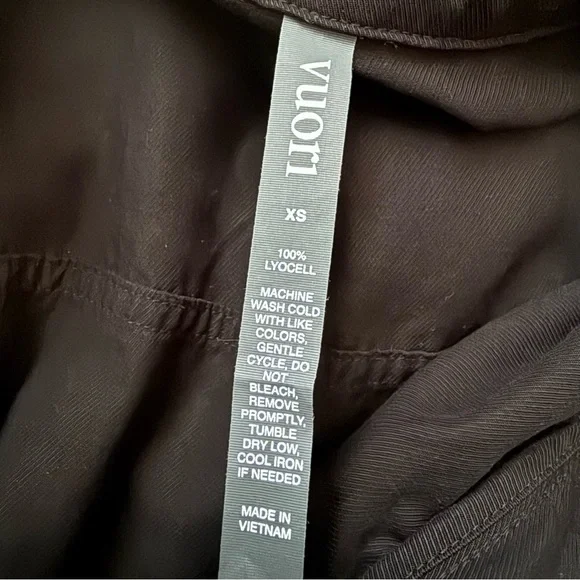 vuori
XS
100%
LYOCELL
MACHINE
WASH COLD
WITH LIKE
COLORS,
GENTLE
CYCLE, DO
NOT
BLEACH,
REMOVE
PROMPTLY,
TUMBLE
DRY LOW,
COOL IRON
IF NEEDED
MADE IN
VIETNAM